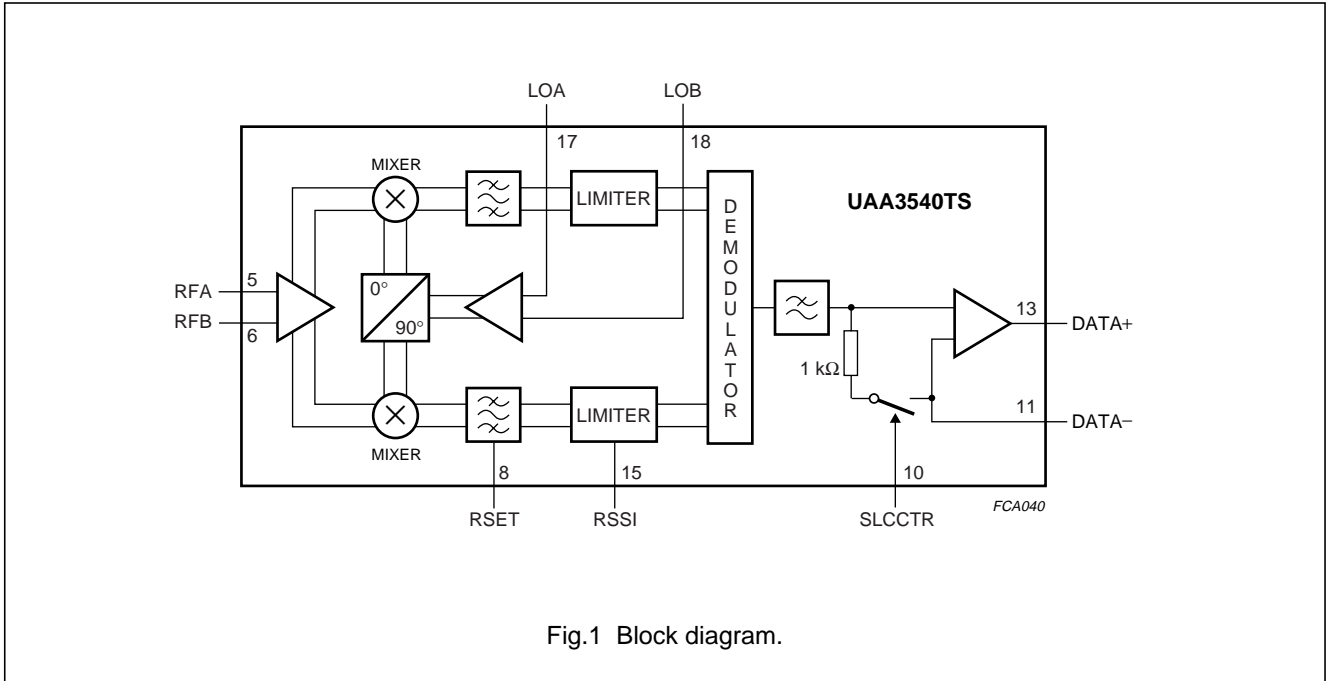 LOA LOB
17 18
MIXER
LIMITER
DEMODULATOR
UAA3540TS
RFA 5
RFB 6
0°
90°
1 kΩ
13 DATA+
11 DATA−
LIMITER
MIXER
8 15 10
RSET RSSI SLCCTR
FCA040
Fig.1 Block diagram.